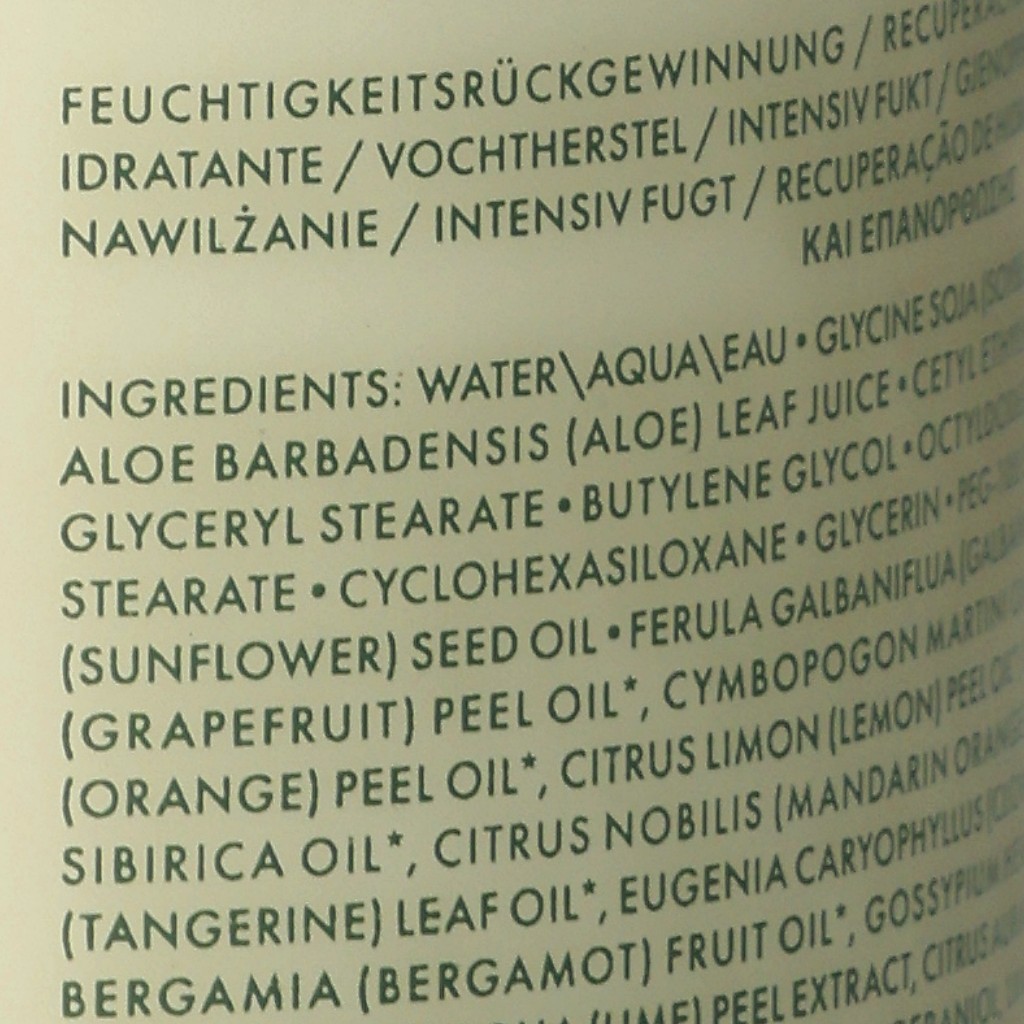 FEUCHTIGKEITSRÜCKGEWINNUNG /
IDRATANTE / VOCHTHERSTEL / INTENSIV FUKT /
NAWILŻANIE / INTENSIV FUGT / RECUPERAÇÃO DE
ΚΑΙ ΕΠΑΝΟΡΘΩΣΗΣ
INGREDIENTS: WATER\AQUA\EAU • GLYCINE SOJA
ALOE BARBADENSIS (ALOE) LEAF JUICE • CETYL
GLYCERYL STEARATE • BUTYLENE GLYCOL •
STEARATE • CYCLOHEXASILOXANE • GLYCERIN •
(SUNFLOWER) SEED OIL • FERULA GALBANIFLUA
(GRAPEFRUIT) PEEL OIL*, CYMBOPOGON MARTINI
(ORANGE) PEEL OIL*, CITRUS LIMON (LEMON) PEEL OIL*
SIBIRICA OIL*, CITRUS NOBILIS (MANDARIN ORANGE
(TANGERINE) LEAF OIL*, EUGENIA CARYOPHYLLUS
BERGAMIA (BERGAMOT) FRUIT OIL*, GOSSYPIUM
(LIME) PEEL EXTRACT, CITRUS
GERANIOL,